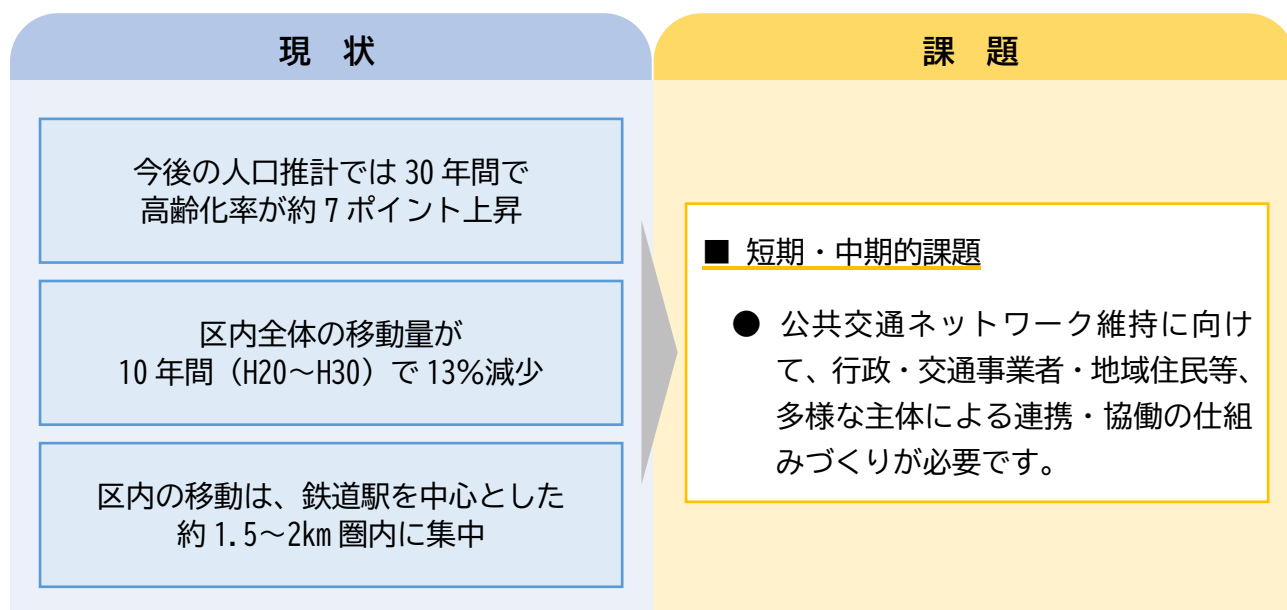 現　状
今後の人口推計では 30 年間で
高齢化率が約 7 ポイント上昇
区内全体の移動量が
10 年間（H20～H30）で 13%減少
区内の移動は、鉄道駅を中心とした
約 1.5～2km 圏内に集中
課　題
■ 短期・中期的課題
● 公共交通ネットワーク維持に向け
て、行政・交通事業者・地域住民等、
多様な主体による連携・協働の仕組
みづくりが必要です。